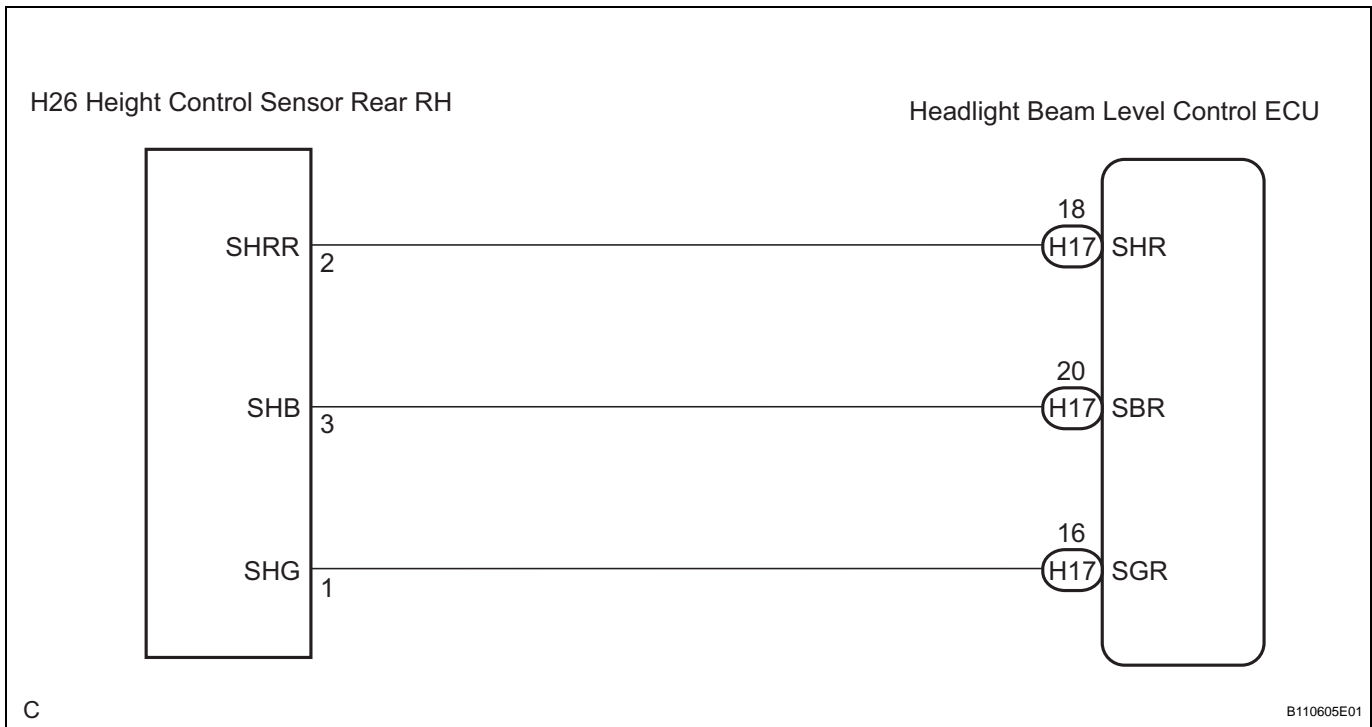 H26 Height Control Sensor Rear RH
Headlight Beam Level Control ECU
18
SHRR
2
H17
SHR
20
SHB
3
H17
SBR
16
SHG
1
H17
SGR
C
B110605E01